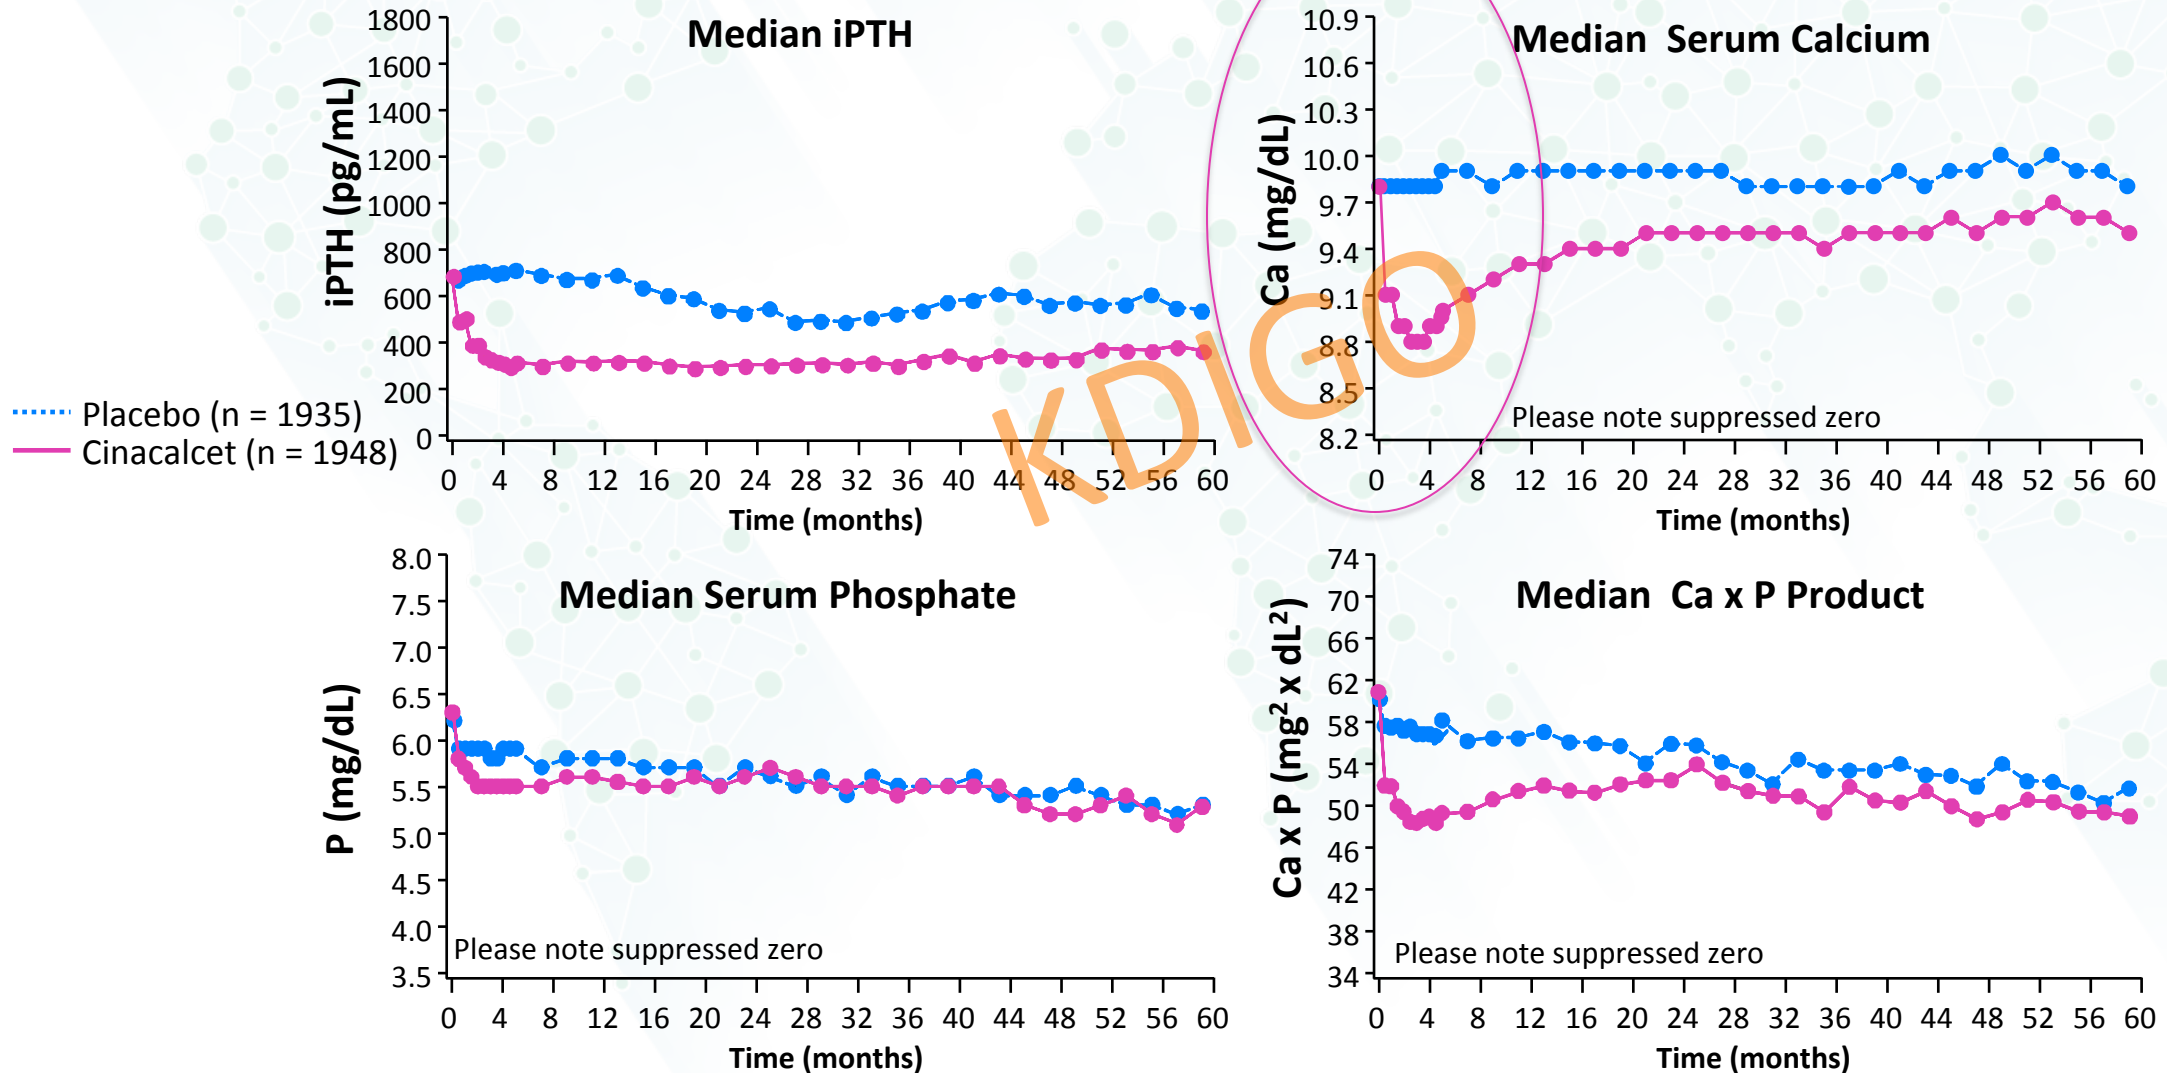 Median iPTH
iPTH (pg/mL)
1800
1600
1400
1200
1000
800
600
400
200
0
0 4 8 12 16 20 24 28 32 36 40 44 48 52 56 60
Time (months)
Placebo (n = 1935)
Cinacalcet (n = 1948)
Median Serum Calcium
Ca (mg/dL)
10.9
10.6
10.3
10.0
9.7
9.4
9.1
8.8
8.5
8.2
Please note suppressed zero
0 4 8 12 16 20 24 28 32 36 40 44 48 52 56 60
Time (months)
KDIGO
Median Serum Phosphate
P (mg/dL)
8.0
7.5
7.0
6.5
6.0
5.5
5.0
4.5
4.0
3.5
Please note suppressed zero
0 4 8 12 16 20 24 28 32 36 40 44 48 52 56 60
Time (months)
Median Ca x P Product
Ca x P (mg² x dL²)
74
70
66
62
58
54
50
46
42
38
34
Please note suppressed zero
0 4 8 12 16 20 24 28 32 36 40 44 48 52 56 60
Time (months)